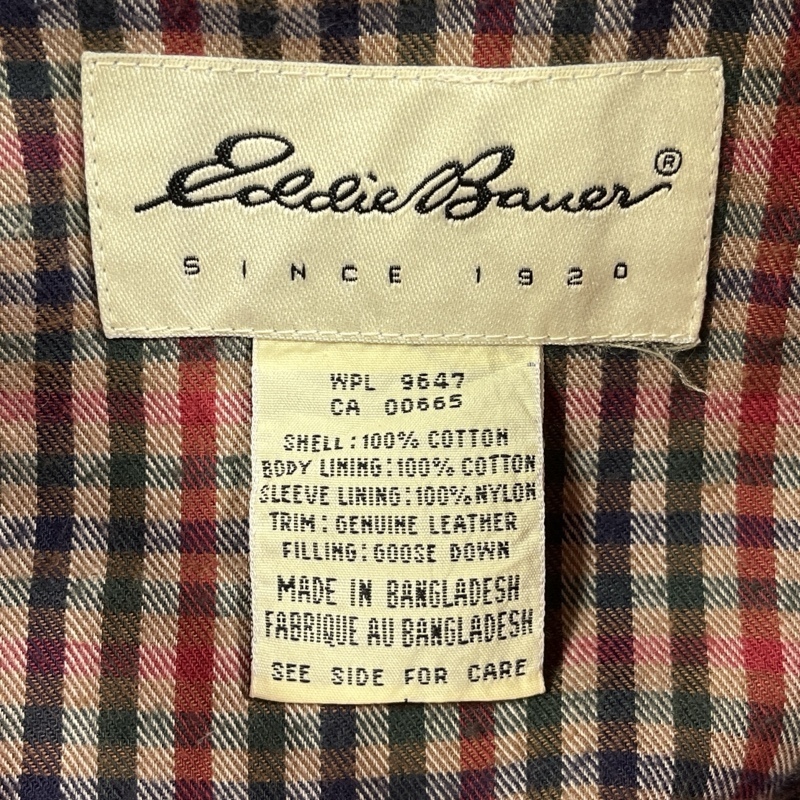 Eddie Bauer ®
SINCE 1920
WPL 9647
CA 00665
SHELL: 100% COTTON
BODY LINING: 100% COTTON
SLEEVE LINING: 100% NYLON
TRIM: GENUINE LEATHER
FILLING: GOOSE DOWN
MADE IN BANGLADESH
FABRIQUE AU BANGLADESH
SEE SIDE FOR CARE